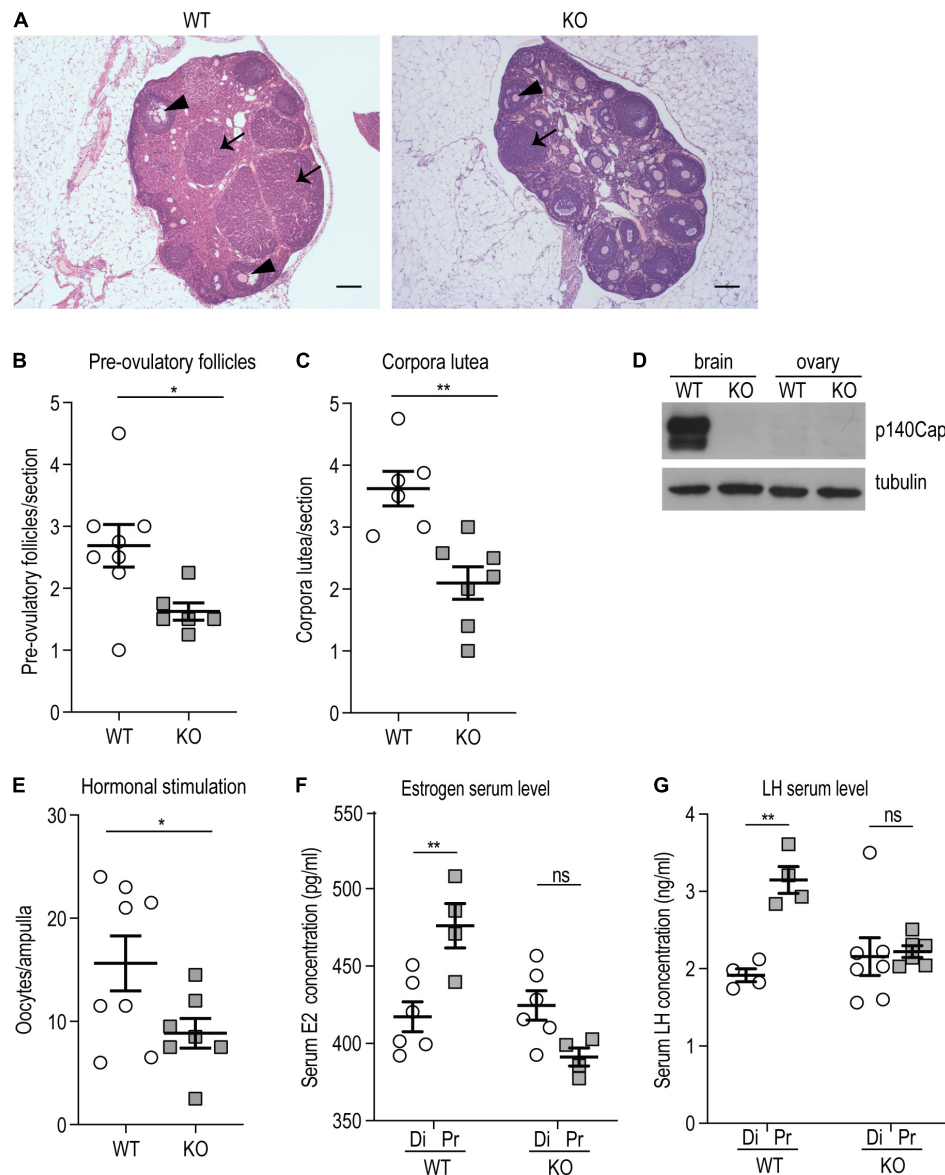 A
WT
KO
B
Pre-ovulatory follicles
*
Pre-ovulatory follicles/section
5
4
3
2
1
0
WT
KO
C
Corpora lutea
**
Corpora lutea/section
5
4
3
2
1
0
WT
KO
D
brain
ovary
WT
KO
WT
KO
p140Cap
tubulin
E
Hormonal stimulation
*
Oocytes/ampulla
30
20
10
0
WT
KO
F
Estrogen serum level
**
ns
Serum E2 concentration (pg/ml)
550
500
450
400
350
Di Pr
Di Pr
WT
KO
G
LH serum level
**
ns
Serum LH concentration (ng/ml)
4
3
2
1
Di Pr
Di Pr
WT
KO